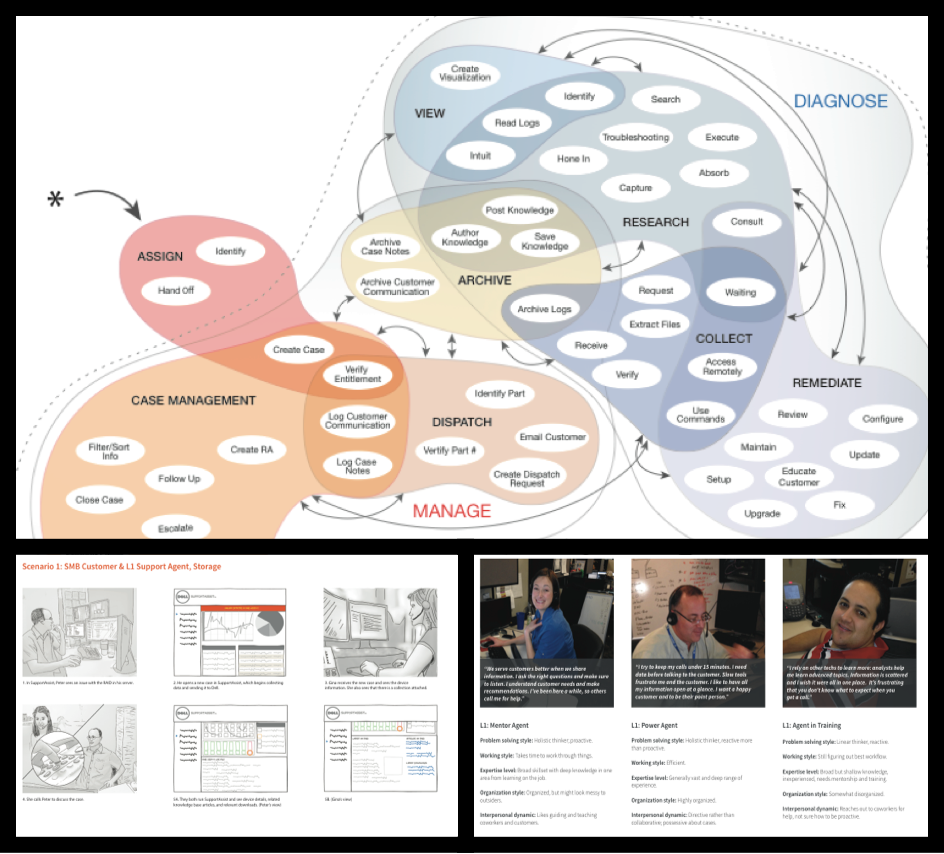 Create
Visualization
VIEW
Identify
Read Logs
Intuit
Search
Troubleshooting
Execute
Hone In
Absorb
Capture
RESEARCH
DIAGNOSE
Consult
Waiting
*
ASSIGN
Identify
Hand Off
Post Knowledge
Author
Knowledge
Save
Knowledge
Archive
Case Notes
Archive Customer
Communication
ARCHIVE
Archive Logs
Request
Extract Files
Receive
COLLECT
Verify
Access
Remotely
Use
Commands
Create Case
Verify
Entitlement
CASE MANAGEMENT
Log Customer
Communication
Log Case
Notes
Filter/Sort
Info
Create RA
Follow Up
Close Case
Escalate
Identify Part
DISPATCH
Vertify Part #
Email Customer
Create Dispatch
Request
MANAGE
REMEDIATE
Review
Configure
Maintain
Update
Setup
Educate
Customer
Fix
Upgrade
Scenario 1: SMB Customer & L1 Support Agent, Storage
DELL
1. In SupportAssist, Peter sees an issue with the RAID in his server.
2. He opens a new case in SupportAssist, which begins collecting
data and sending it to Dell.
3. Gina receives the new case and sees the device
information. She also sees that there is a collection attached.
DELL
DELL
4. She calls Peter to discuss the case.
5A. They both run SupportAssist and see device details, related
knowledge base articles, and relevant downloads. (Peter's view)
5B. (Gina's view)
"We serve customers better when we share
information. I ask the right questions and make
sure to listen. I understand customer needs and make
recommendations. I've been here a while, so others
call me for help."
L1: Mentor Agent
Problem solving style: Holistic thinker, proactive.
Working style: Takes time to work through things.
Expertise level: Broad skillset with deep knowledge in one
area from learning on the job
Organization style: Organized, but might look messy to
outsiders.
Interpersonal dynamic: Likes guiding and teaching
coworkers and customers.
"I try to keep my calls under 15 minutes. I need
data before talking to the customer. Slow tools
frustrate me and the customer. I like to have all
my information open at a glance. I want a happy
customer and to be their point person."
L1: Power Agent
Problem solving style: Holistic thinker, reactive more
than proactive.
Working style: Efficient.
Expertise level: Generally vast and deep range of
experience.
Organization style: Highly organized.
Interpersonal dynamic: Directive rather than
collaborative, possessive about cases.
"I rely on other techs to learn more: analysts help
me learn advanced topics. Information is scattered
and I wish it were all in one place. It's frustrating
that you don't know what to expect when you
get a call."
L1: Agent in Training
Problem solving style: Linear thinker, reactive.
Working style: Still figuring out best workflow.
Expertise level: Broad but shallow knowledge,
inexperienced, needs mentorship and training.
Organization style: Somewhat disorganized.
Interpersonal dynamic: Reaches out to coworkers for
help, not sure how to be proactive.